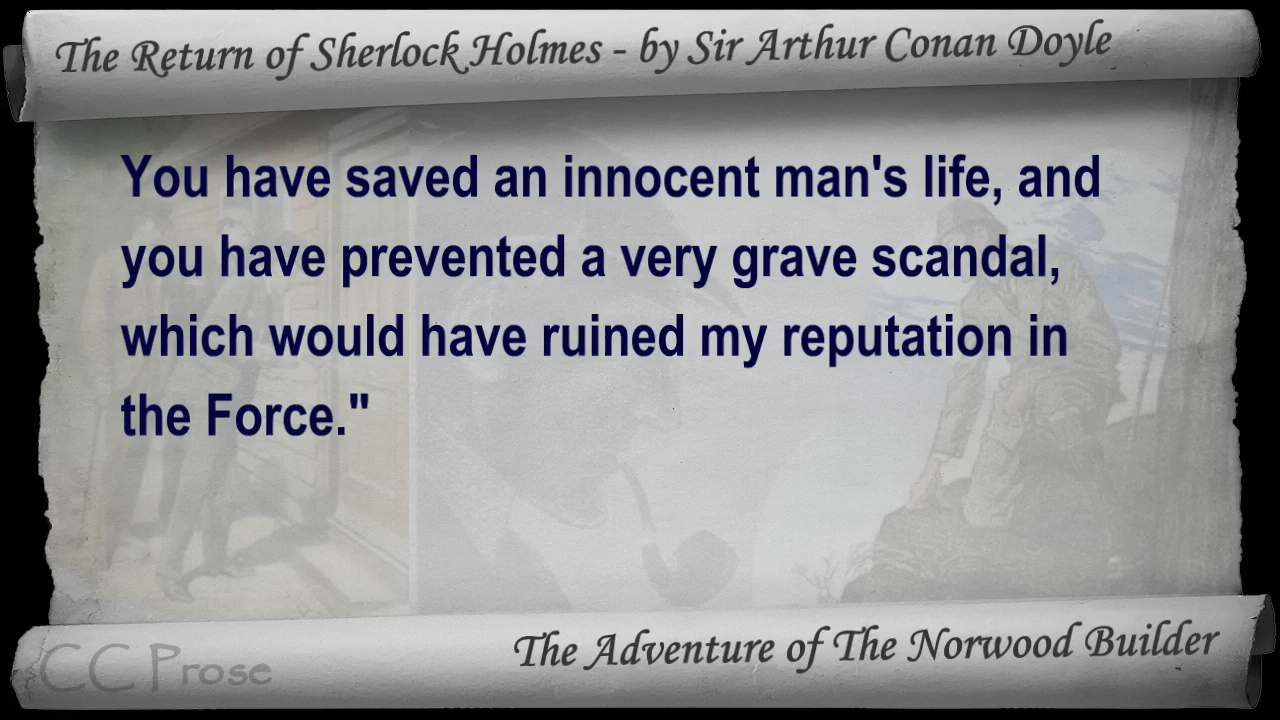 The Return of Sherlock Holmes - by Sir Arthur Conan Doyle
You have saved an innocent man's life, and
you have prevented a very grave scandal,
which would have ruined my reputation in
the Force."
The Adventure of The Norwood Builder
CC Prose